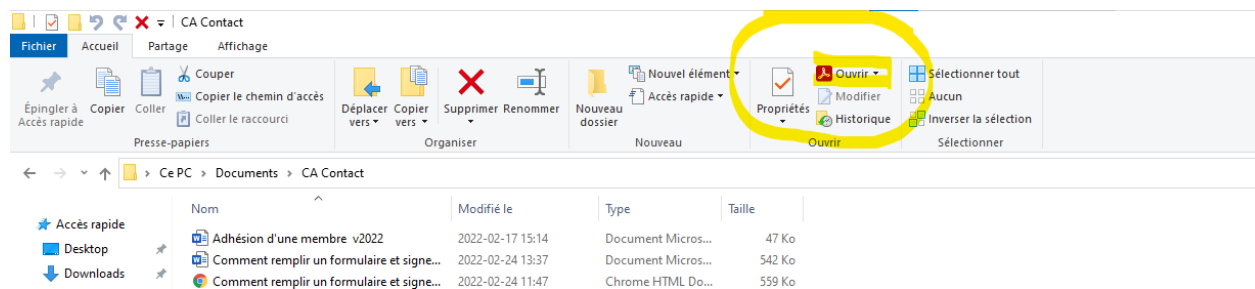 CA Contact
Fichier Accueil Partage Affichage
Épingler à Accès rapide
Copier
Coller
Couper
Copier le chemin d'accès
Coller le raccourci
Presse-papiers
Déplacer vers
Copier vers
Supprimer
Renommer
Organiser
Nouveau dossier
Nouvel élément
Accès rapide
Nouveau
Propriétés
Ouvrir
Modifier
Historique
Ouvrir
Sélectionner tout
Aucun
Inverser la sélection
Sélectionner
Ce PC > Documents > CA Contact
Nom Modifié le Type Taille
Accès rapide
Desktop
Downloads
Adhésion d'une membre v2022 2022-02-17 15:14 Document Micros... 47 Ko
Comment remplir un formulaire et signe... 2022-02-24 13:37 Document Micros... 542 Ko
Comment remplir un formulaire et signe... 2022-02-24 11:47 Chrome HTML Do... 559 Ko